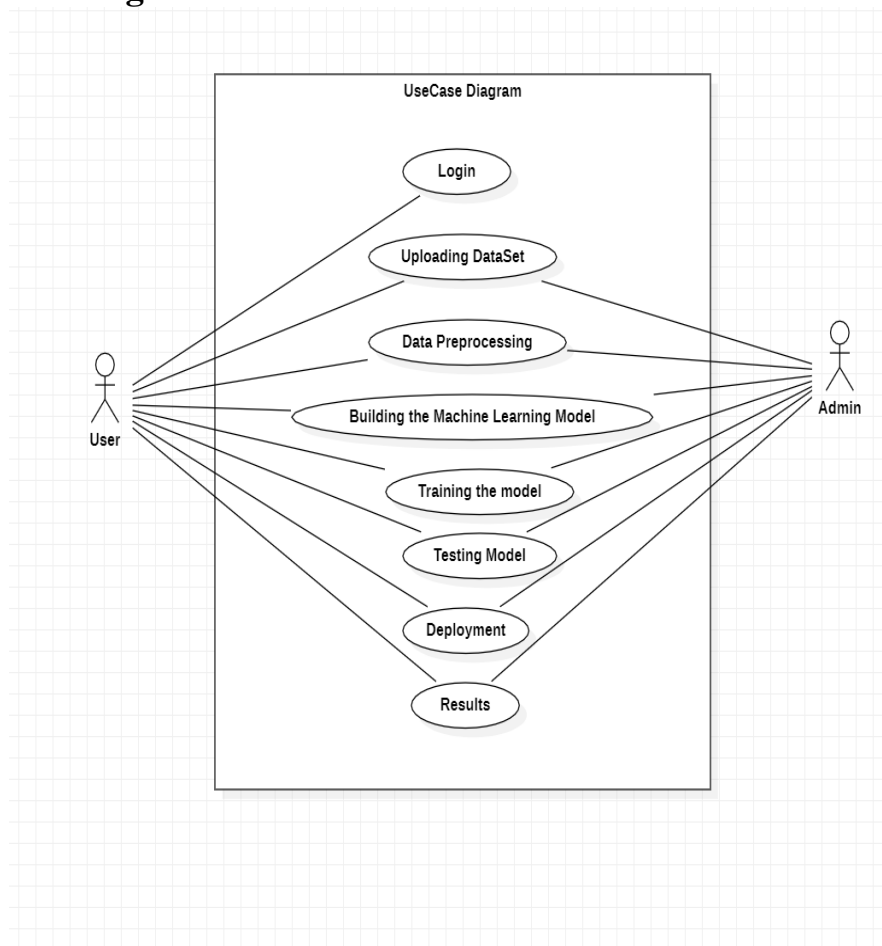 UseCase Diagram
Login
Uploading DataSet
Data Preprocessing
Building the Machine Learning Model
Training the model
Testing Model
Deployment
Results
User
Admin